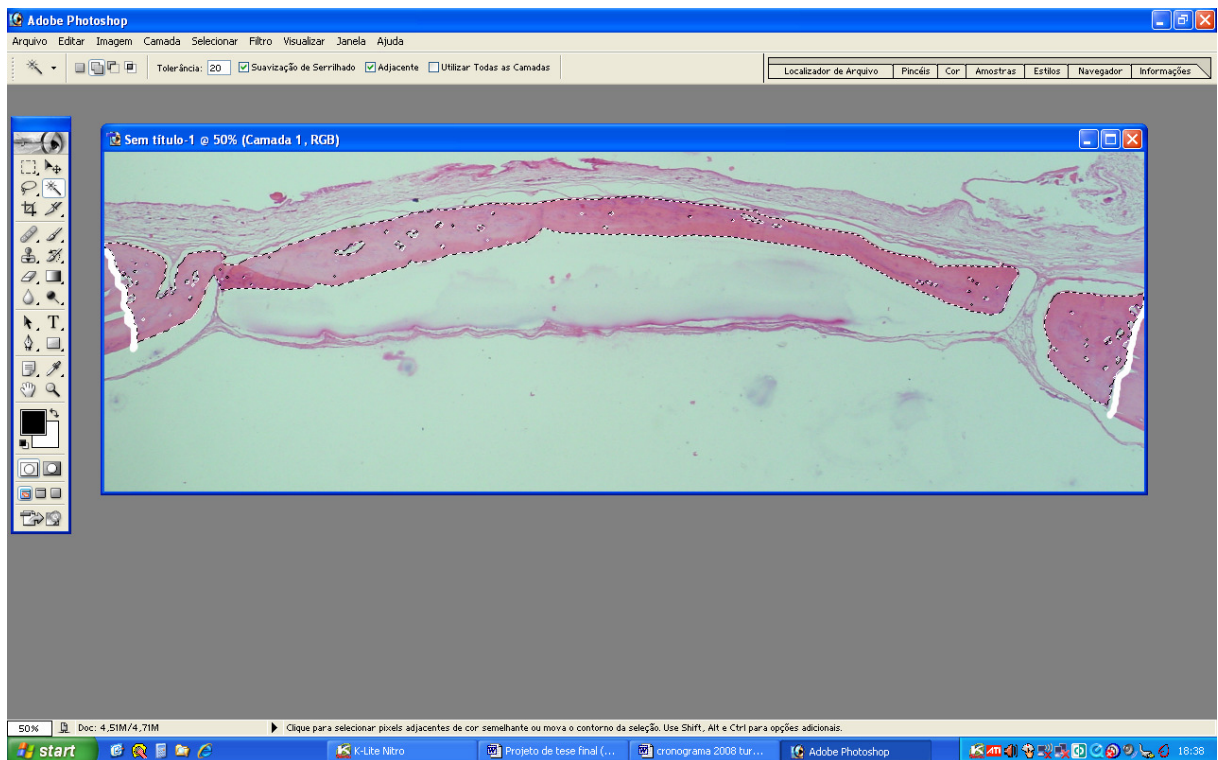 Adobe Photoshop
Arquivo Editar Imagem Camada Selecionar Filtro Visualizar Janela Ajuda
Tolerância: 20 Suavização de Serrilhado Adjacente Utilizar Todas as Camadas
Localizador de Arquivo Pincéis Cor Amostras Estilos Navegador Informações
Sem título-1 @ 50% (Camada 1, RGB)
50% Doc: 4,51M/4,71M Clique para selecionar pixels adjacentes de cor semelhante ou mova o contorno da seleção. Use Shift, Alt e Ctrl para opções adicionais.
start K-Lite Nitro Projeto de tese final (... cronograma 2008 tur... Adobe Photoshop 18:38